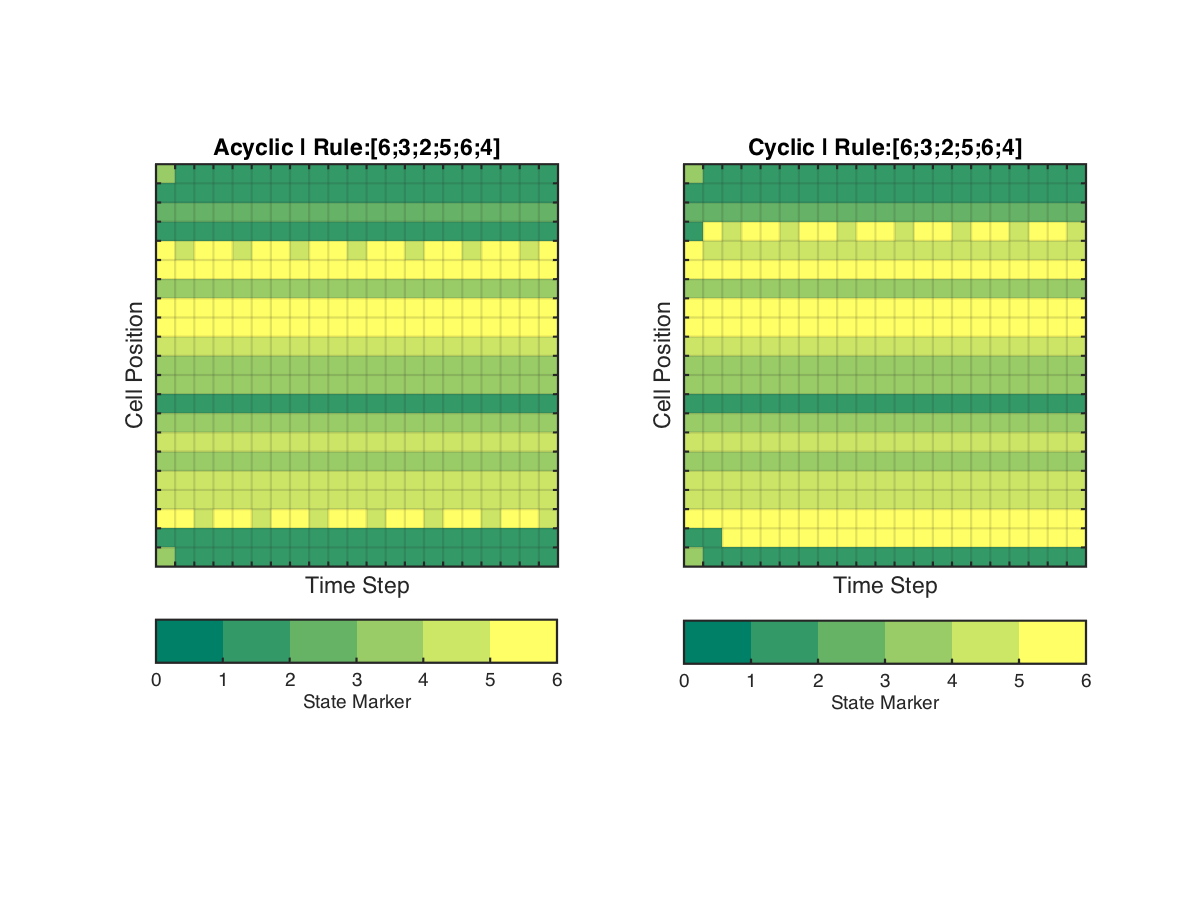 Acyclic | Rule:[6;3;2;5;6;4]
Cell Position
Time Step
0 1 2 3 4 5 6
State Marker
Cyclic | Rule:[6;3;2;5;6;4]
Cell Position
Time Step
0 1 2 3 4 5 6
State Marker